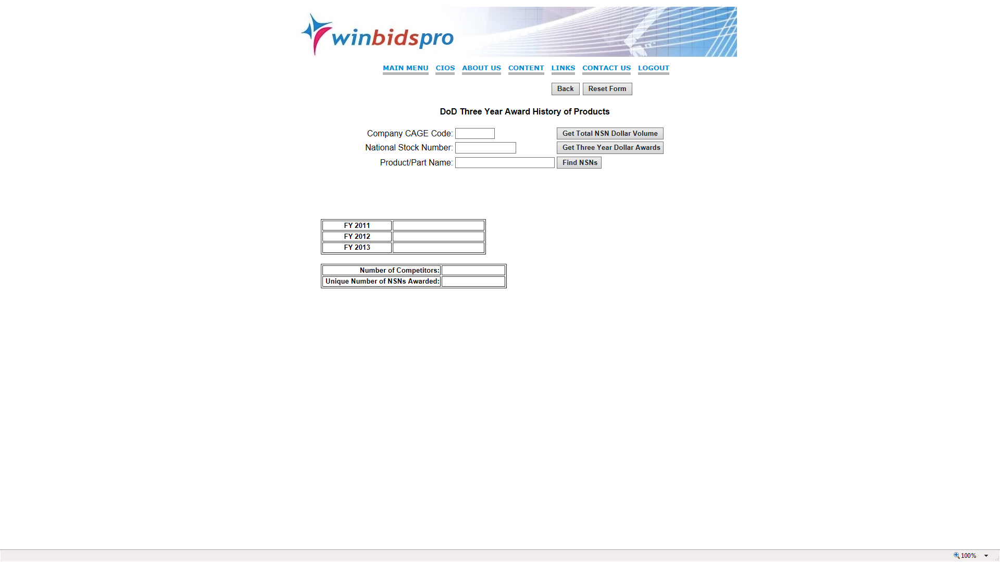 winbidspro
MAIN MENU CIOS ABOUT US CONTENT LINKS CONTACT US LOGOUT
Back Reset Form
DoD Three Year Award History of Products
Company CAGE Code: Get Total NSN Dollar Volume
National Stock Number: Get Three Year Dollar Awards
Product/Part Name: Find NSNs
FY 2011
FY 2012
FY 2013
Number of Competitors:
Unique Number of NSNs Awarded:
100%